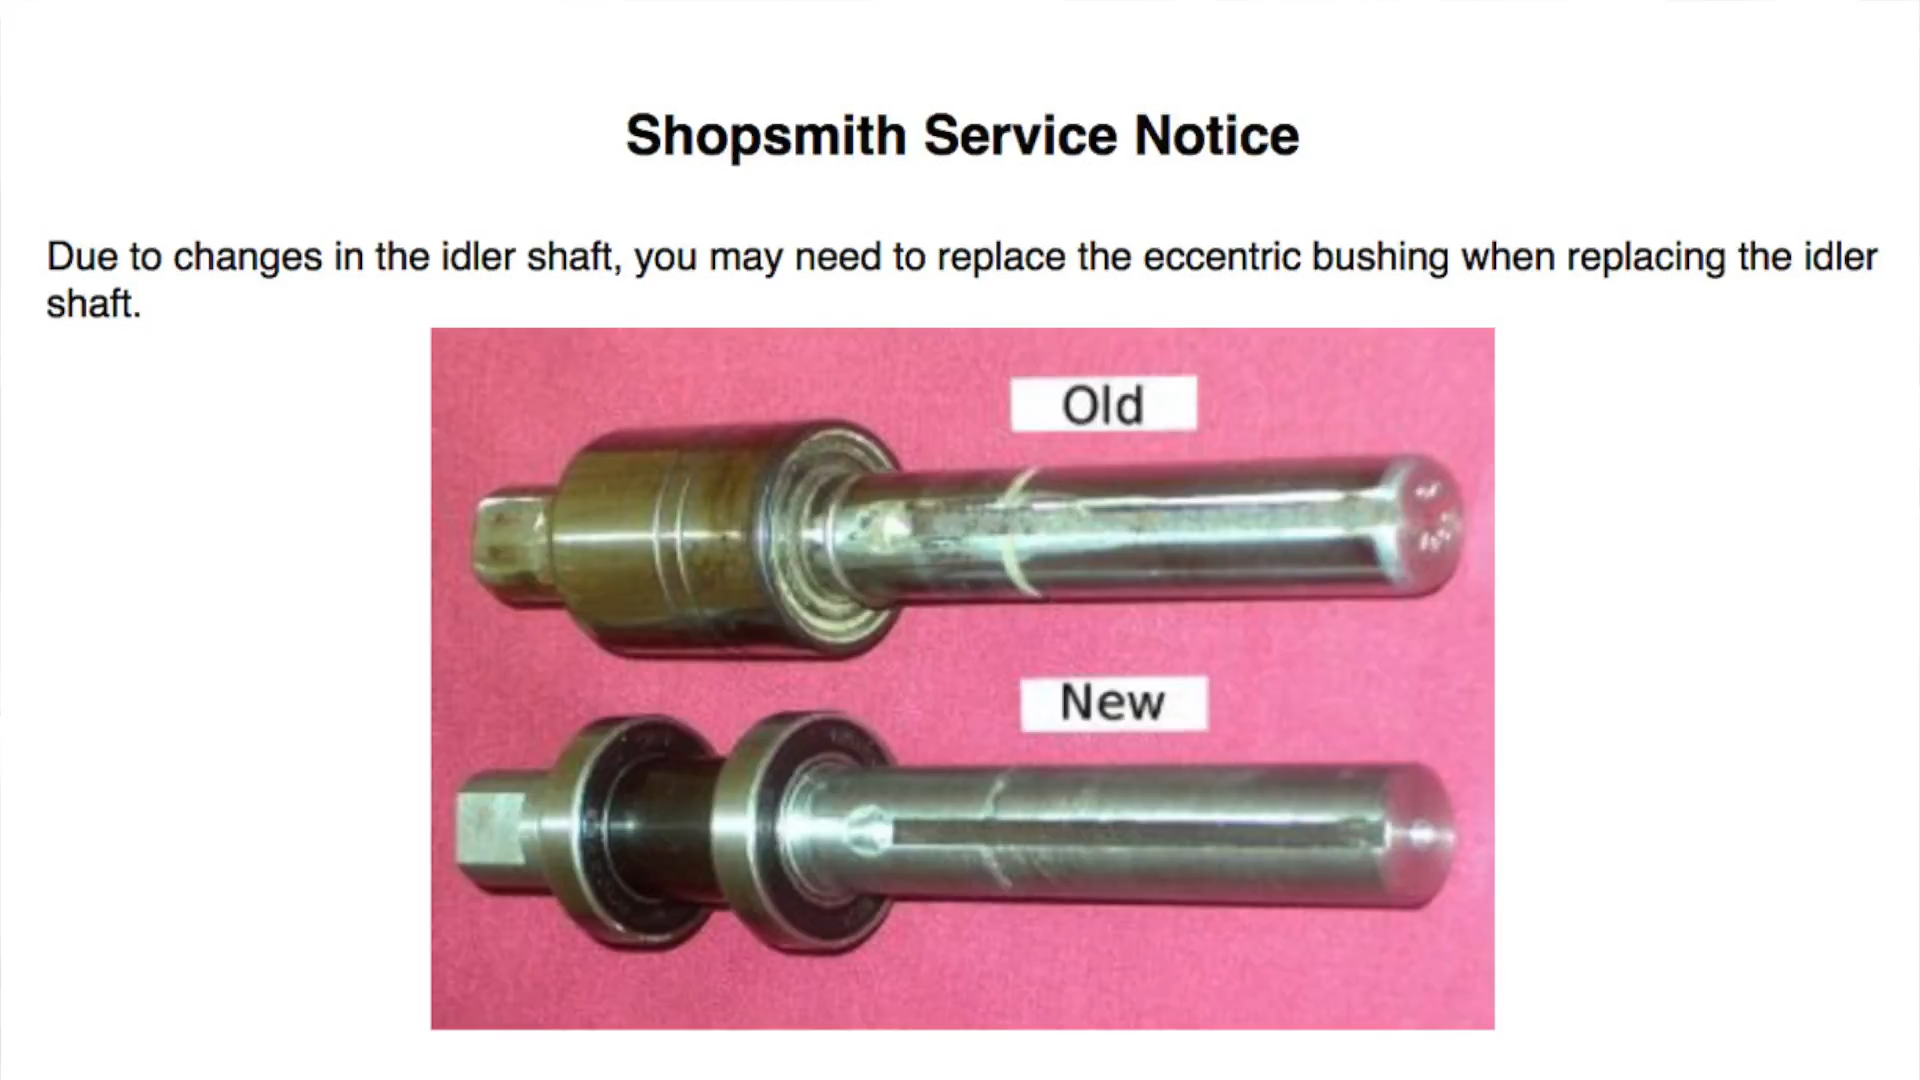 Shopsmith Service Notice
Due to changes in the idler shaft, you may need to replace the eccentric bushing when replacing the idler
shaft.
Old
New